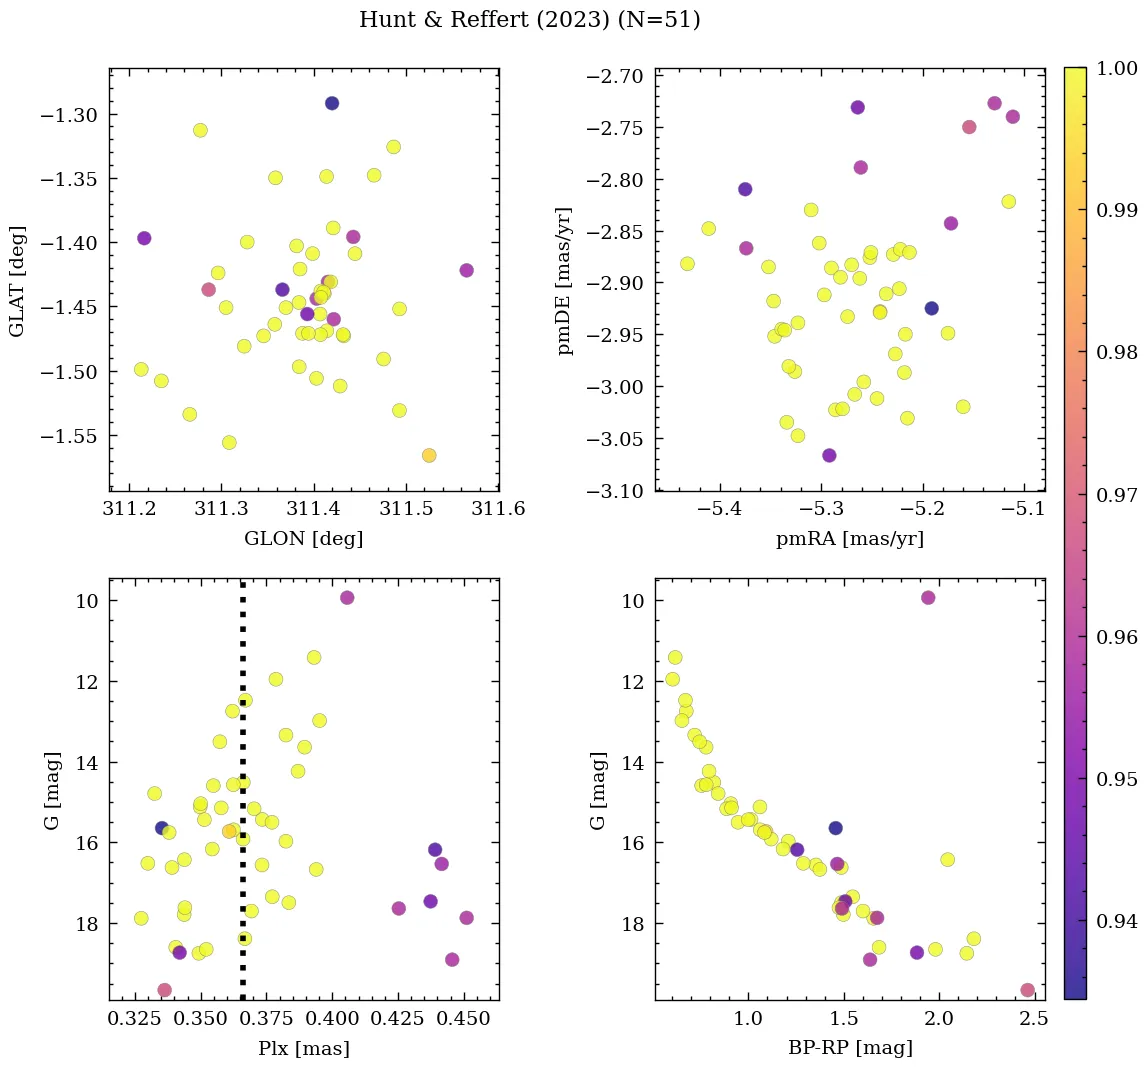 Hunt & Reffert (2023) (N=51)
−1.30
−1.35
−1.40
−1.45
−1.50
−1.55
GLAT [deg]
311.2 311.3 311.4 311.5 311.6
GLON [deg]
−2.70
−2.75
−2.80
−2.85
−2.90
−2.95
−3.00
−3.05
−3.10
pmDE [mas/yr]
−5.4 −5.3 −5.2 −5.1
pmRA [mas/yr]
10
12
14
16
18
G [mag]
0.325 0.350 0.375 0.400 0.425 0.450
Plx [mas]
10
12
14
16
18
G [mag]
1.0 1.5 2.0 2.5
BP-RP [mag]
1.00
0.99
0.98
0.97
0.96
0.95
0.94